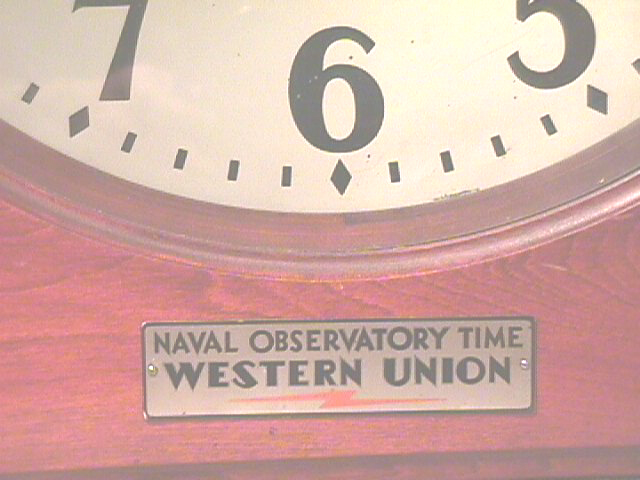 7 6 5
NAVAL OBSERVATORY TIME
WESTERN UNION